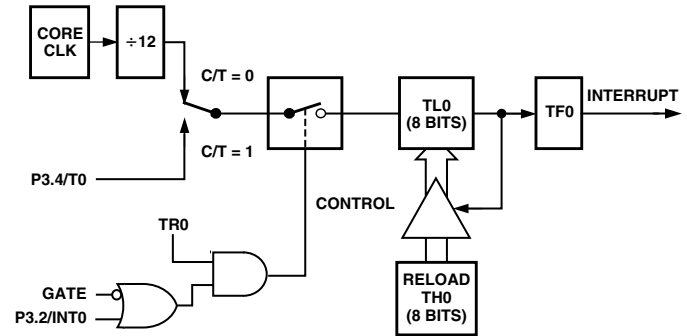 CORE
CLK
÷12
C/T = 0
C/T = 1
P3.4/T0
TL0
(8 BITS)
TF0
INTERRUPT
CONTROL
TR0
GATE
P3.2/INT0
RELOAD
TH0
(8 BITS)